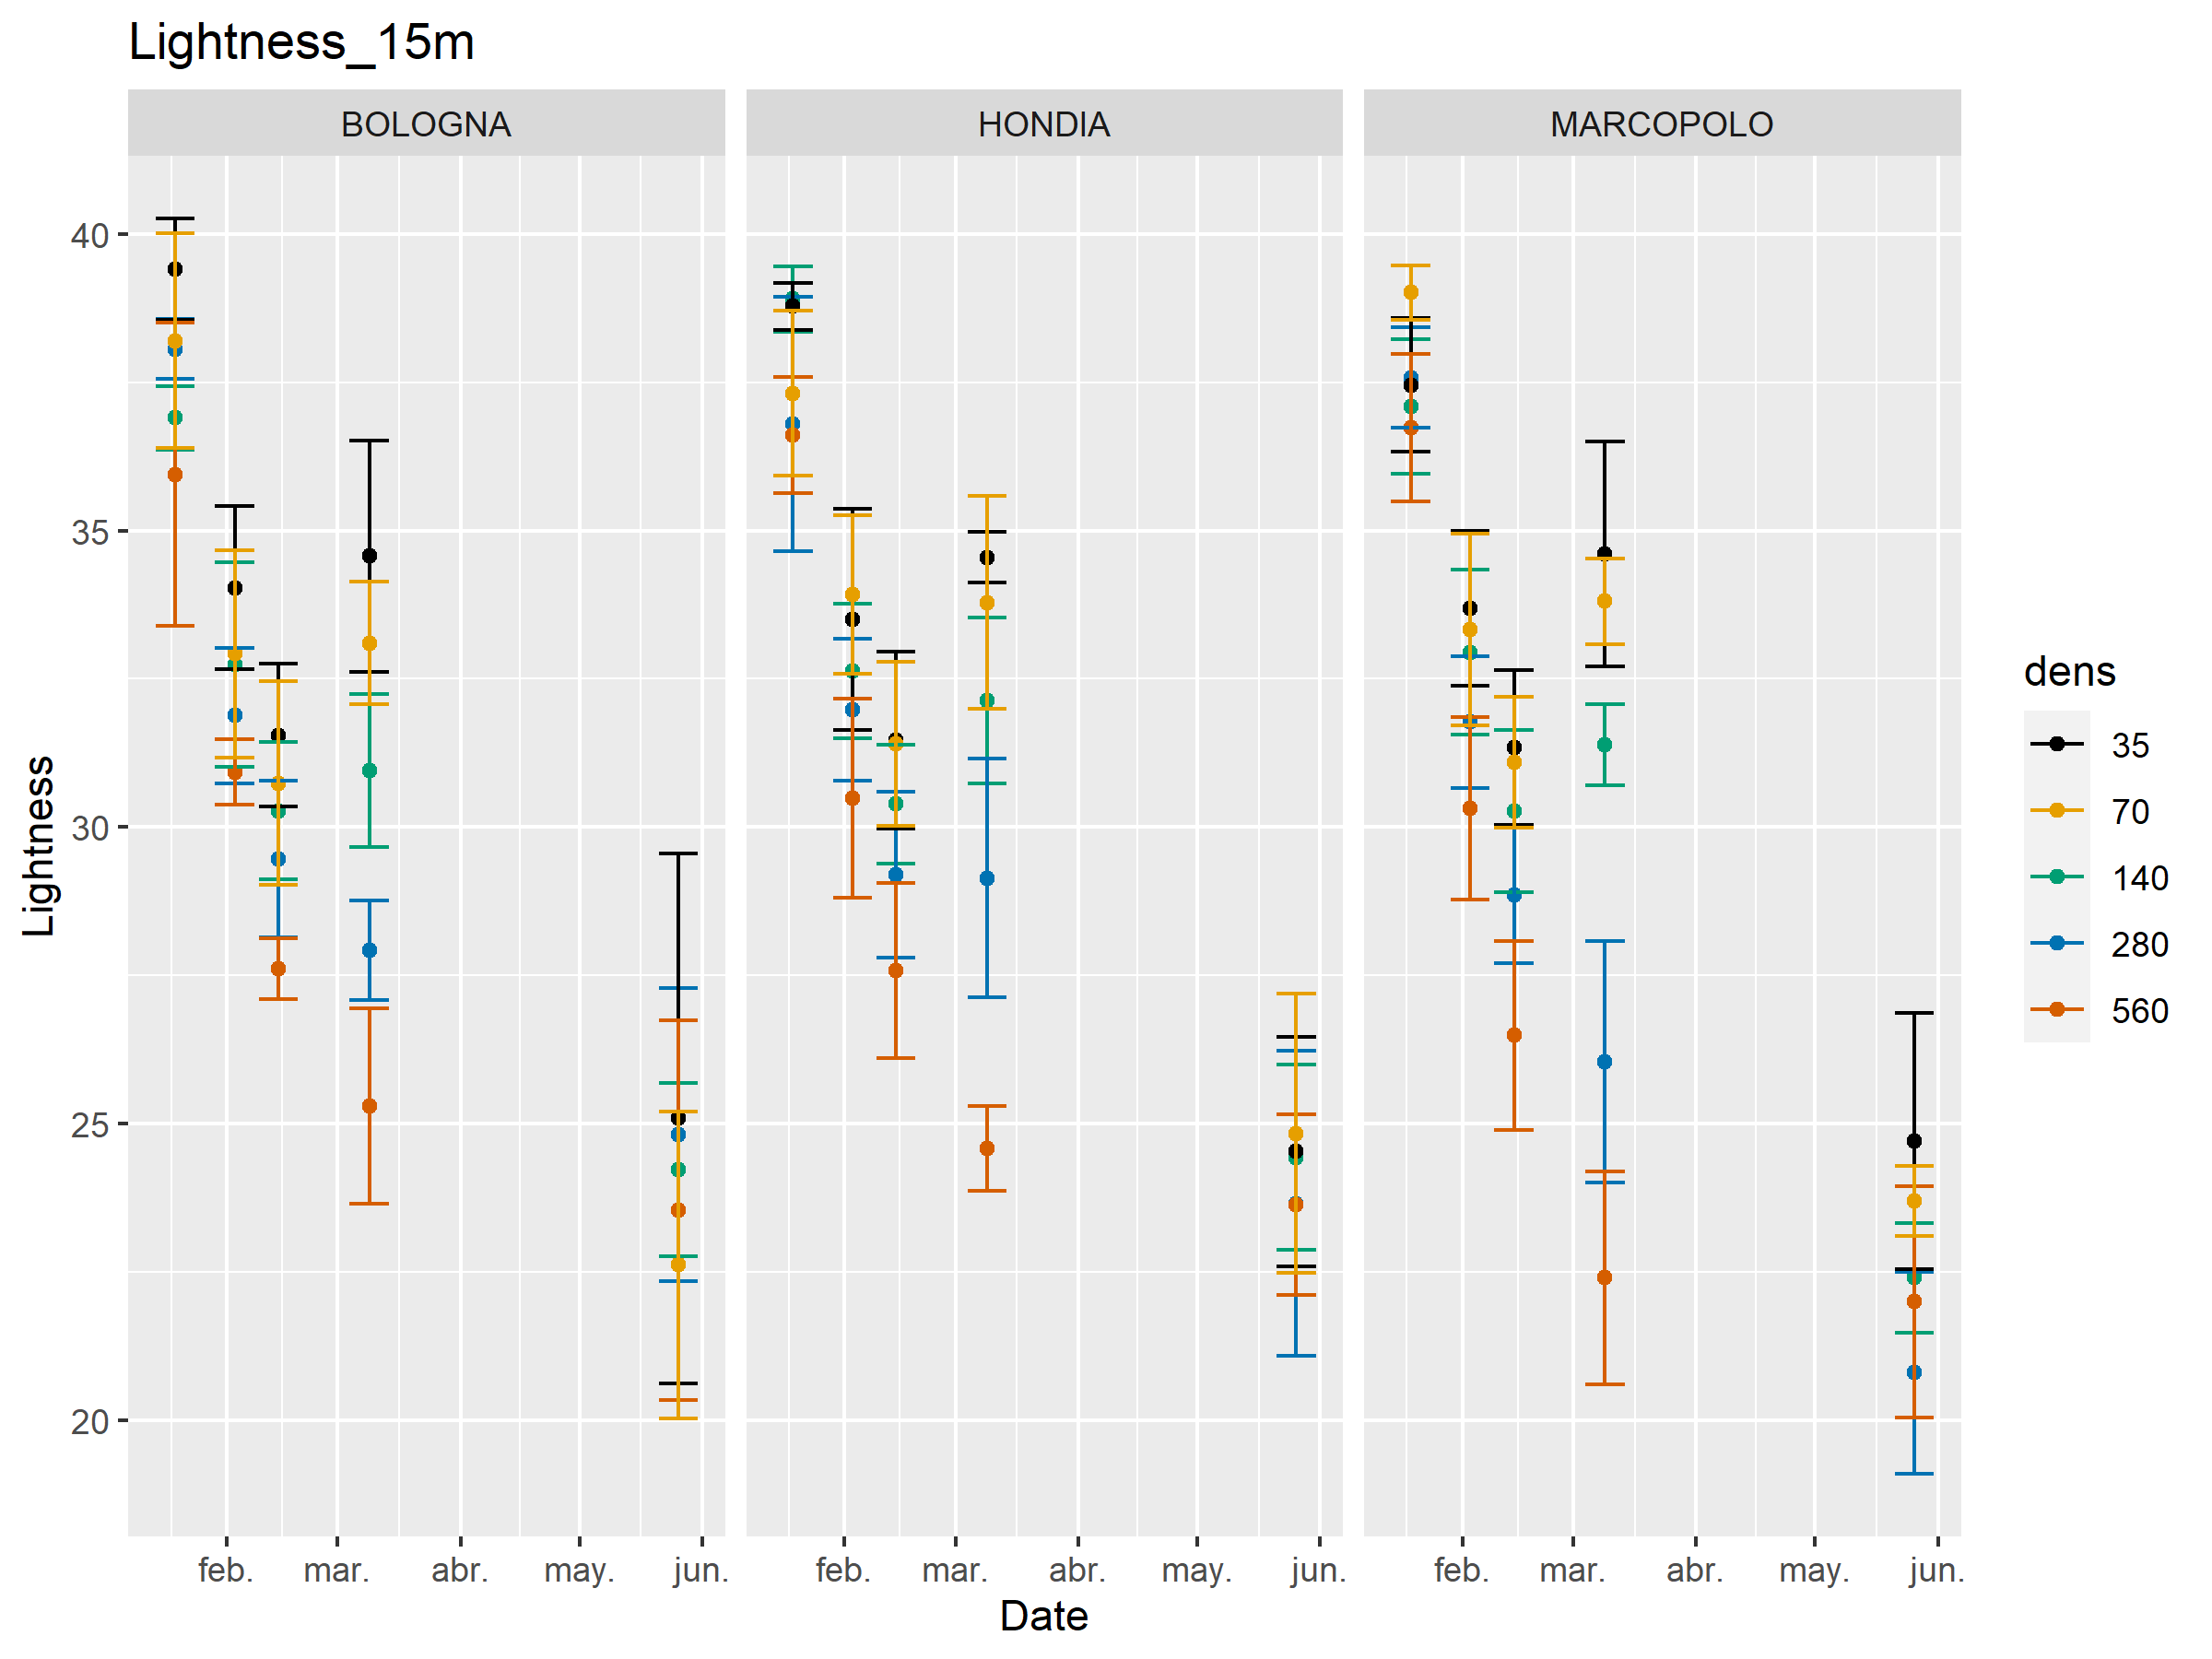 Lightness_15m
BOLOGNA HONDIA MARCOPOLO
40
35
30
25
20
Lightness
feb. mar. abr. may. jun. feb. mar. abr. may. jun. feb. mar. abr. may. jun.
Date
dens
35
70
140
280
560